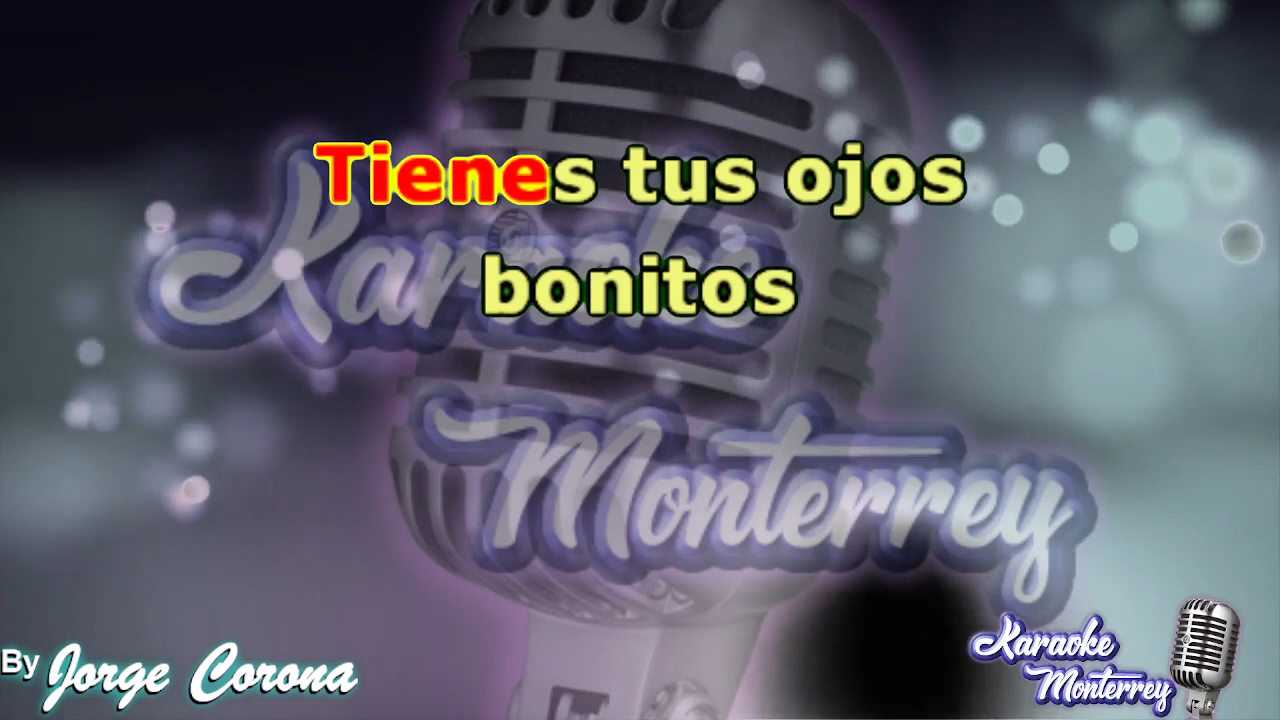 Tienes tus ojos
bonitos
Karaoke
Monterrey
By Jorge Corona
Karaoke
Monterrey